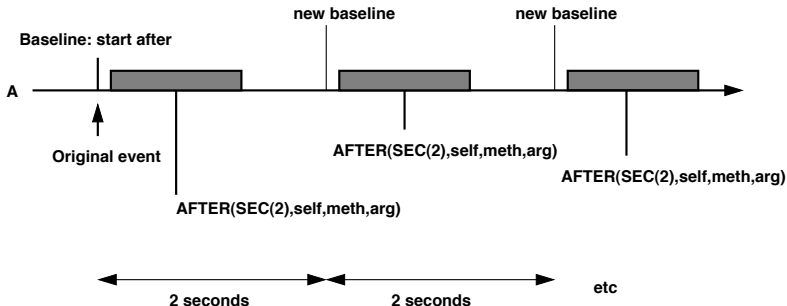 new baseline
new baseline
Baseline: start after
A
Original event
AFTER(SEC(2),self,meth,arg)
AFTER(SEC(2),self,meth,arg)
AFTER(SEC(2),self,meth,arg)
2 seconds
2 seconds
etc